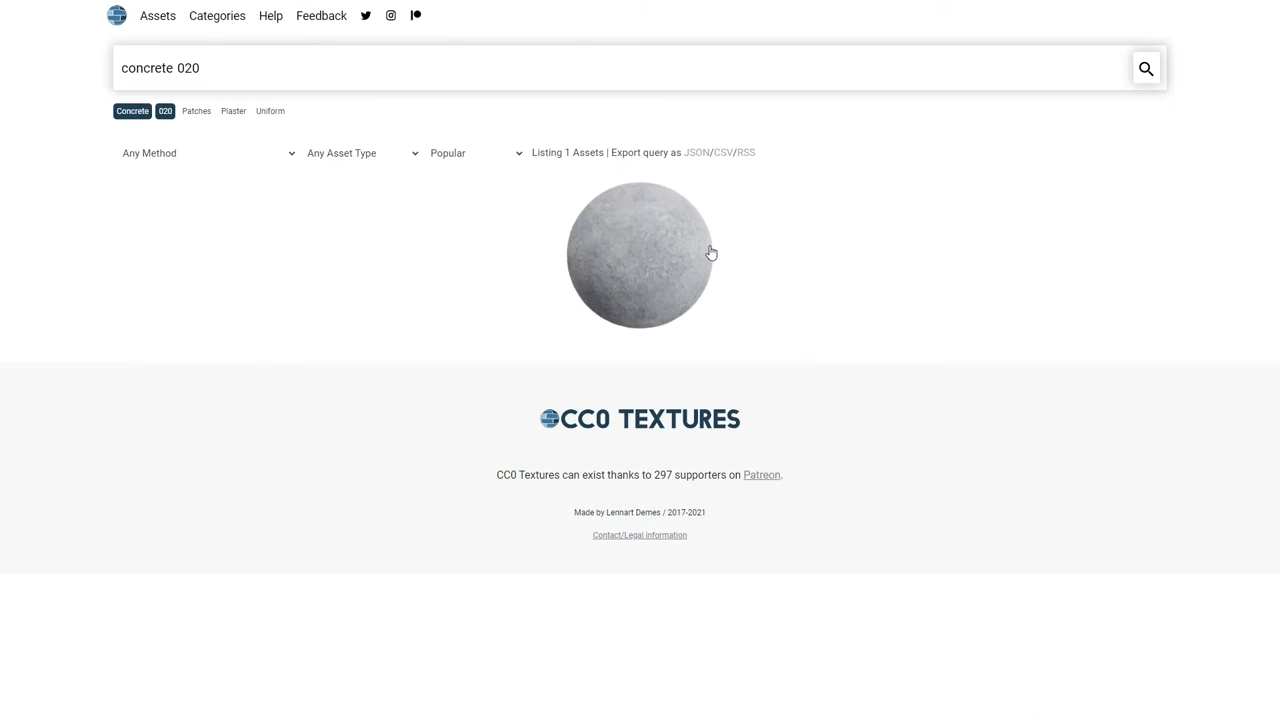 Assets Categories Help Feedback
concrete 020
Concrete 020 Patches Plaster Uniform
Any Method Any Asset Type Popular Listing 1 Assets | Export query as JSON/CSV/RSS
CC0 TEXTURES
CC0 Textures can exist thanks to 297 supporters on Patreon.
Made by Lennart Demes / 2017-2021
Contact/Legal information